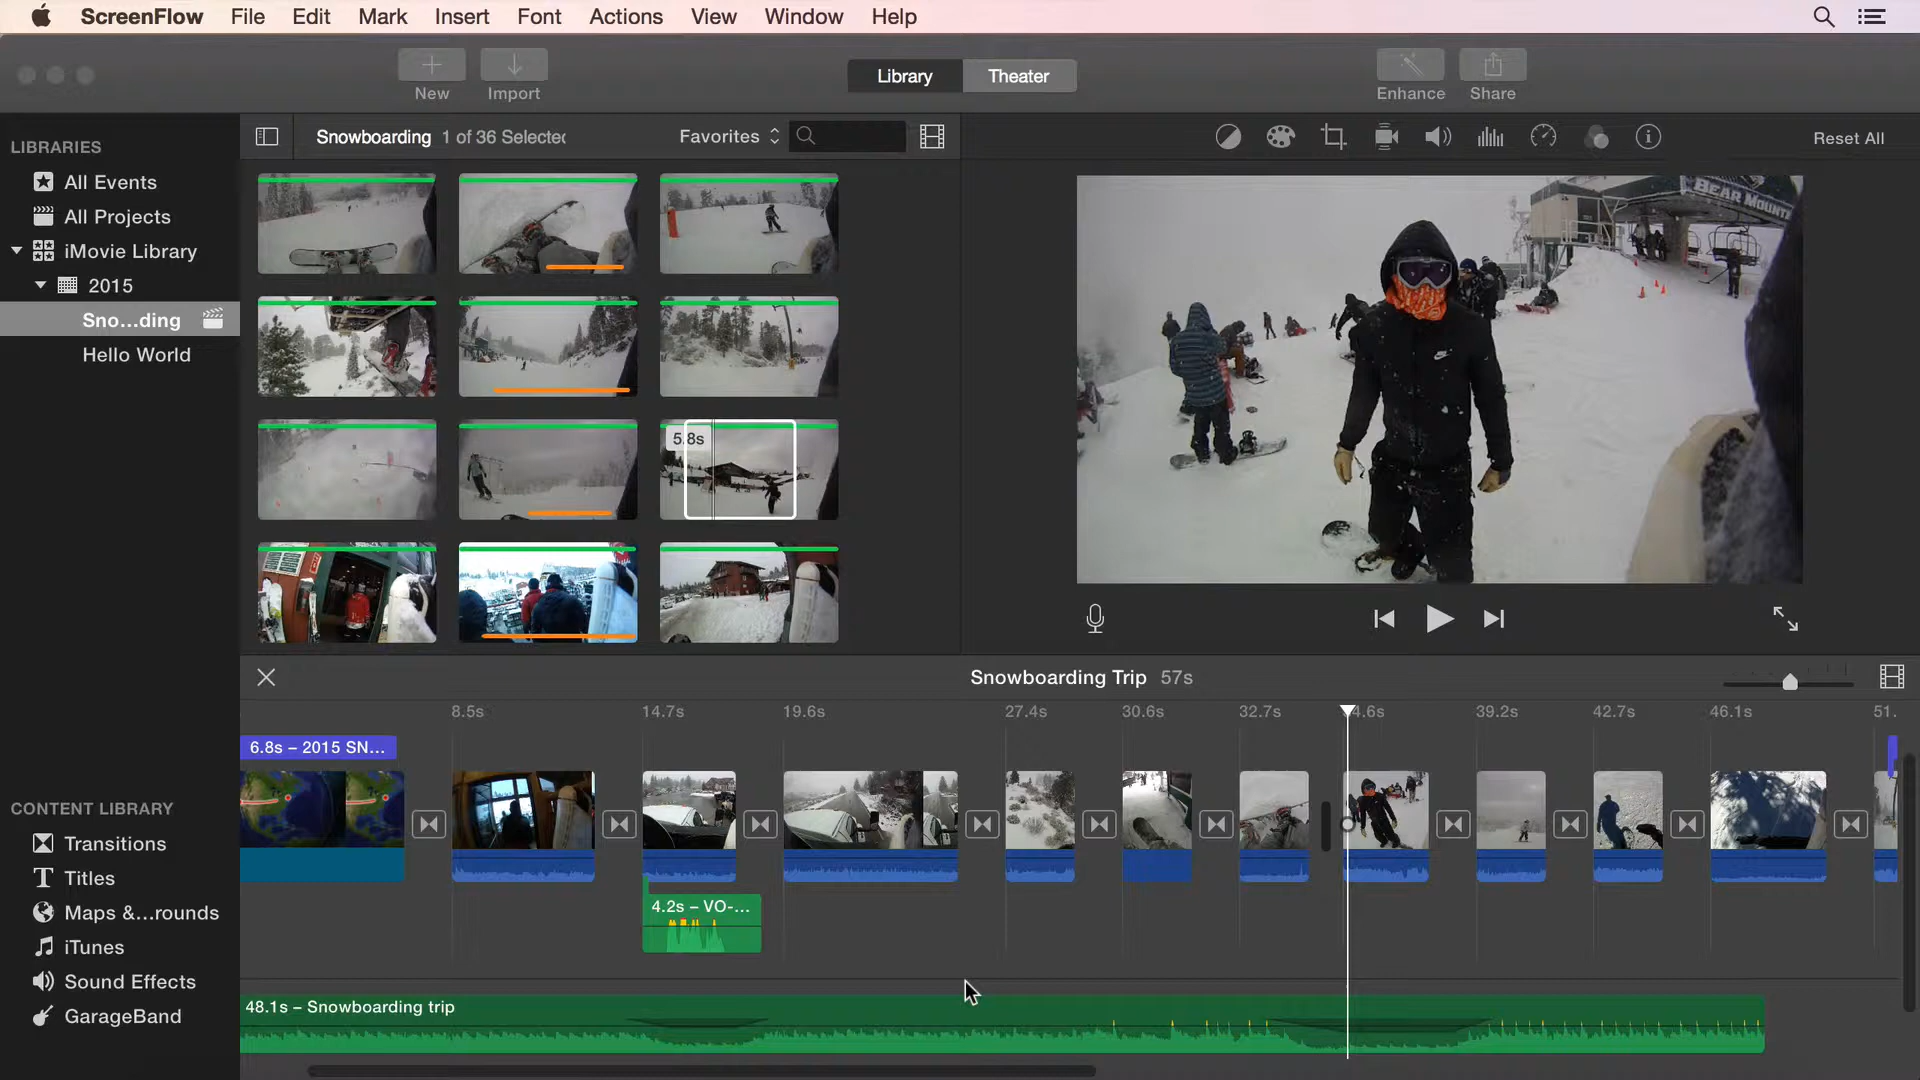 ScreenFlow File Edit Mark Insert Font Actions View Window Help
New Import Library Theater Enhance Share
LIBRARIES
All Events
All Projects
iMovie Library
2015
Sno...ding
Hello World
CONTENT LIBRARY
Transitions
Titles
Maps &...rounds
iTunes
Sound Effects
GarageBand
Snowboarding 1 of 36 Selected Favorites
5.8s
Reset All
BEAR MOUNT
Snowboarding Trip 57s
8.5s 14.7s 19.6s 27.4s 30.6s 32.7s 34.6s 39.2s 42.7s 46.1s 51.
6.8s – 2015 SN...
4.2s – VO-...
48.1s – Snowboarding trip